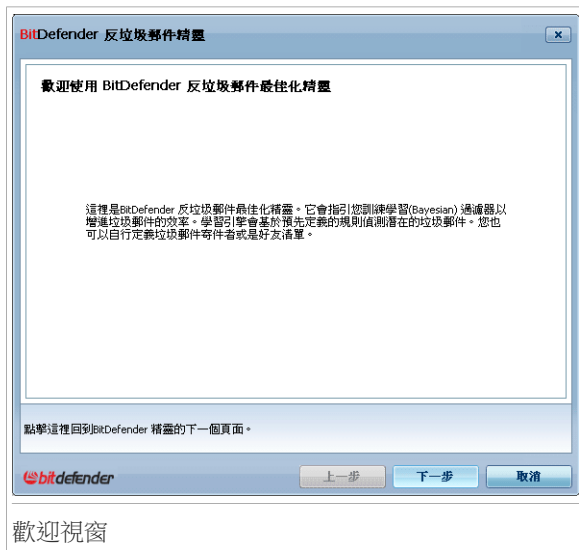 BitDefender 反垃圾郵件精靈
歡迎使用 BitDefender 反垃圾郵件最佳化精靈
這裡是BitDefender 反垃圾郵件最佳化精靈。它會指引您訓練學習(Bayesian) 過濾器以
增進垃圾郵件的效率。學習引擎會基於預先定義的規則偵測潛在的垃圾郵件。您也
可以自行定義垃圾郵件寄件者或是好友清單。
點擊這裡回到BitDefender 精靈的下一個頁面。
bitdefender
上一步
下一步
取消
歡迎視窗